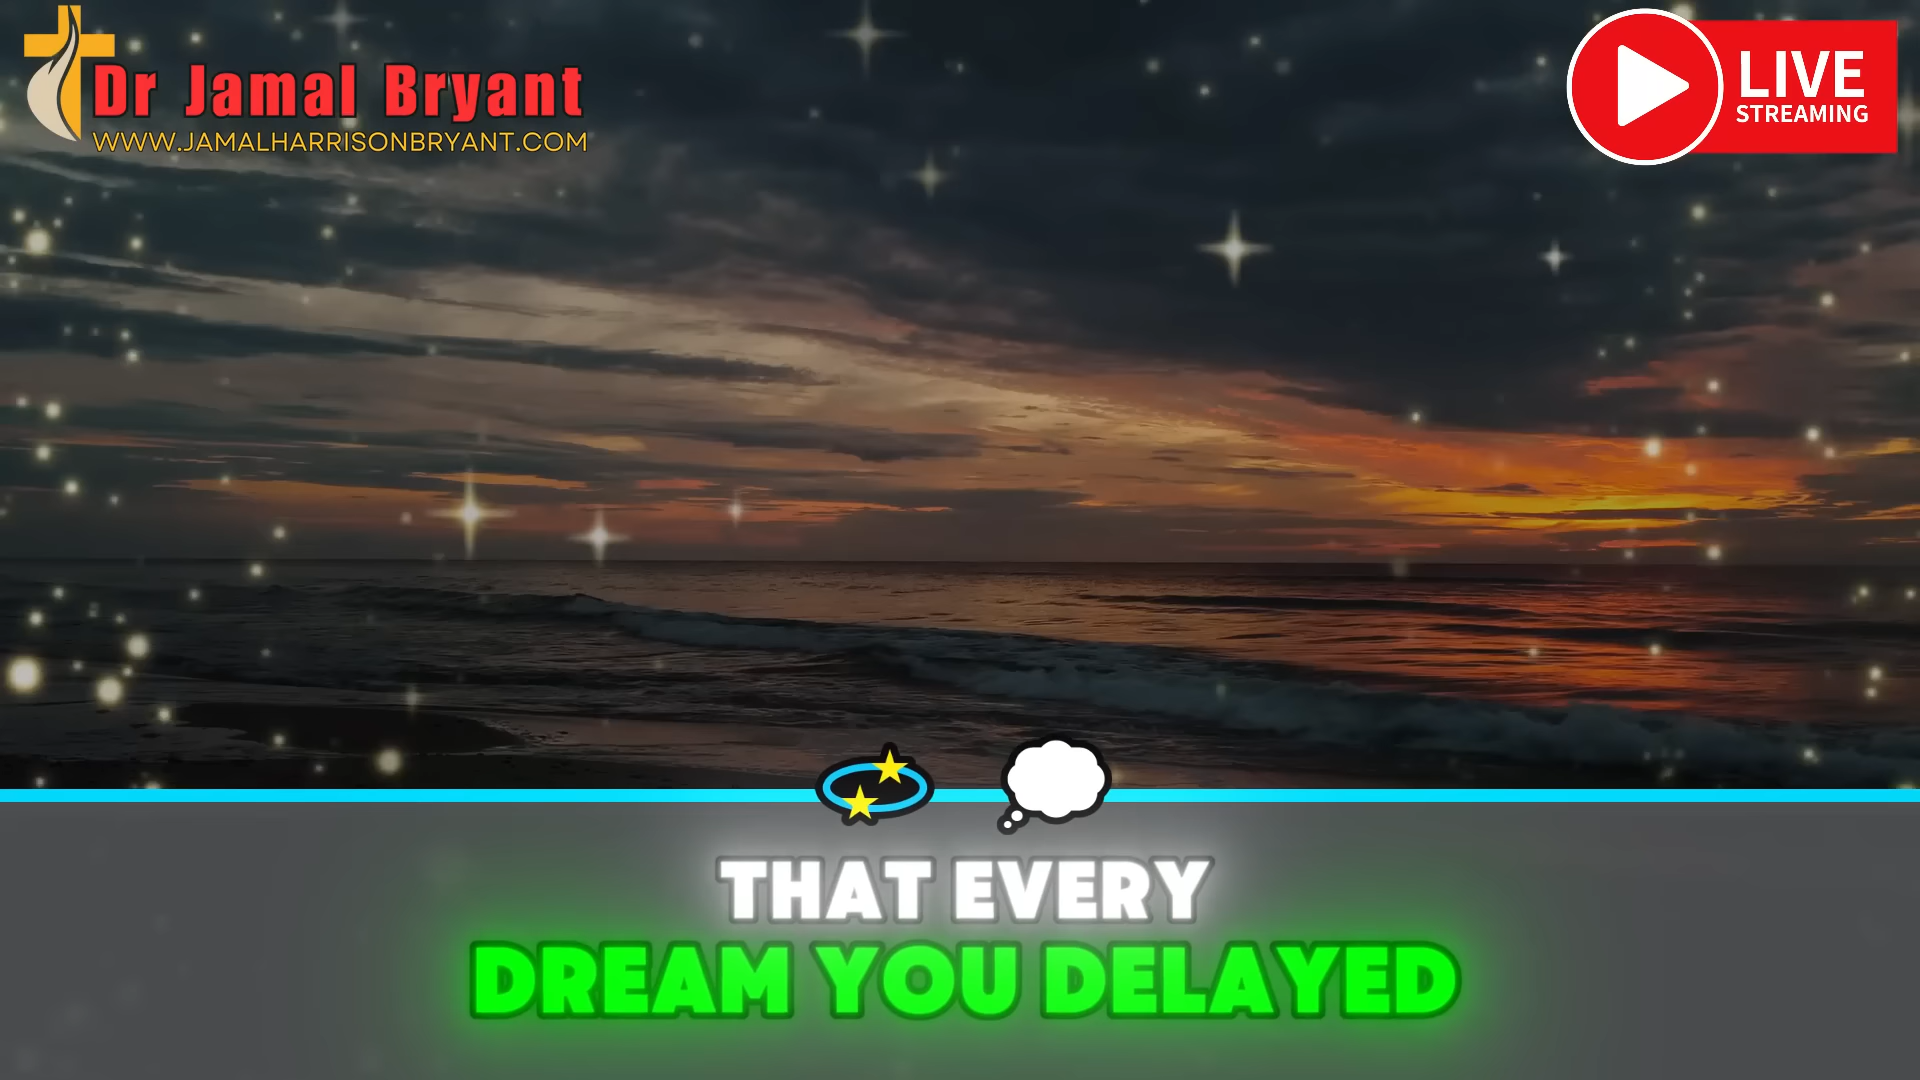 Dr Jamal Bryant
WWW.JAMALHARRISONBRYANT.COM
LIVE
STREAMING
THAT EVERY
DREAM YOU DELAYED